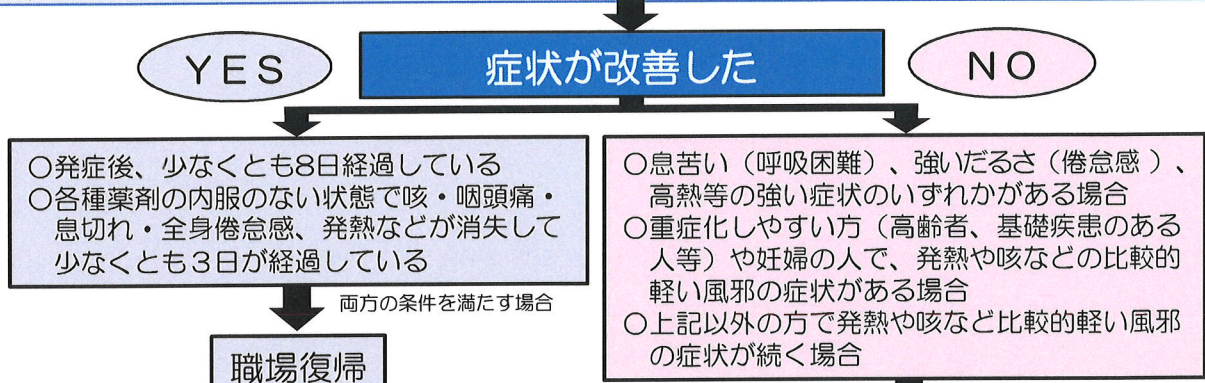 YES
症状が改善した
NO
○発症後、少なくとも8日経過している
○各種薬剤の内服のない状態で咳・咽頭痛・
息切れ・全身倦怠感、発熱などが消失して
少なくとも3日が経過している
両方の条件を満たす場合
職場復帰
○息苦い（呼吸困難）、強いだるさ（倦怠感 ）、
高熱等の強い症状のいずれかがある場合
○重症化しやすい方（高齢者、基礎疾患のある
人等）や妊婦の人で、発熱や咳などの比較的
軽い風邪の症状がある場合
○上記以外の方で発熱や咳など比較的軽い風邪
の症状が続く場合